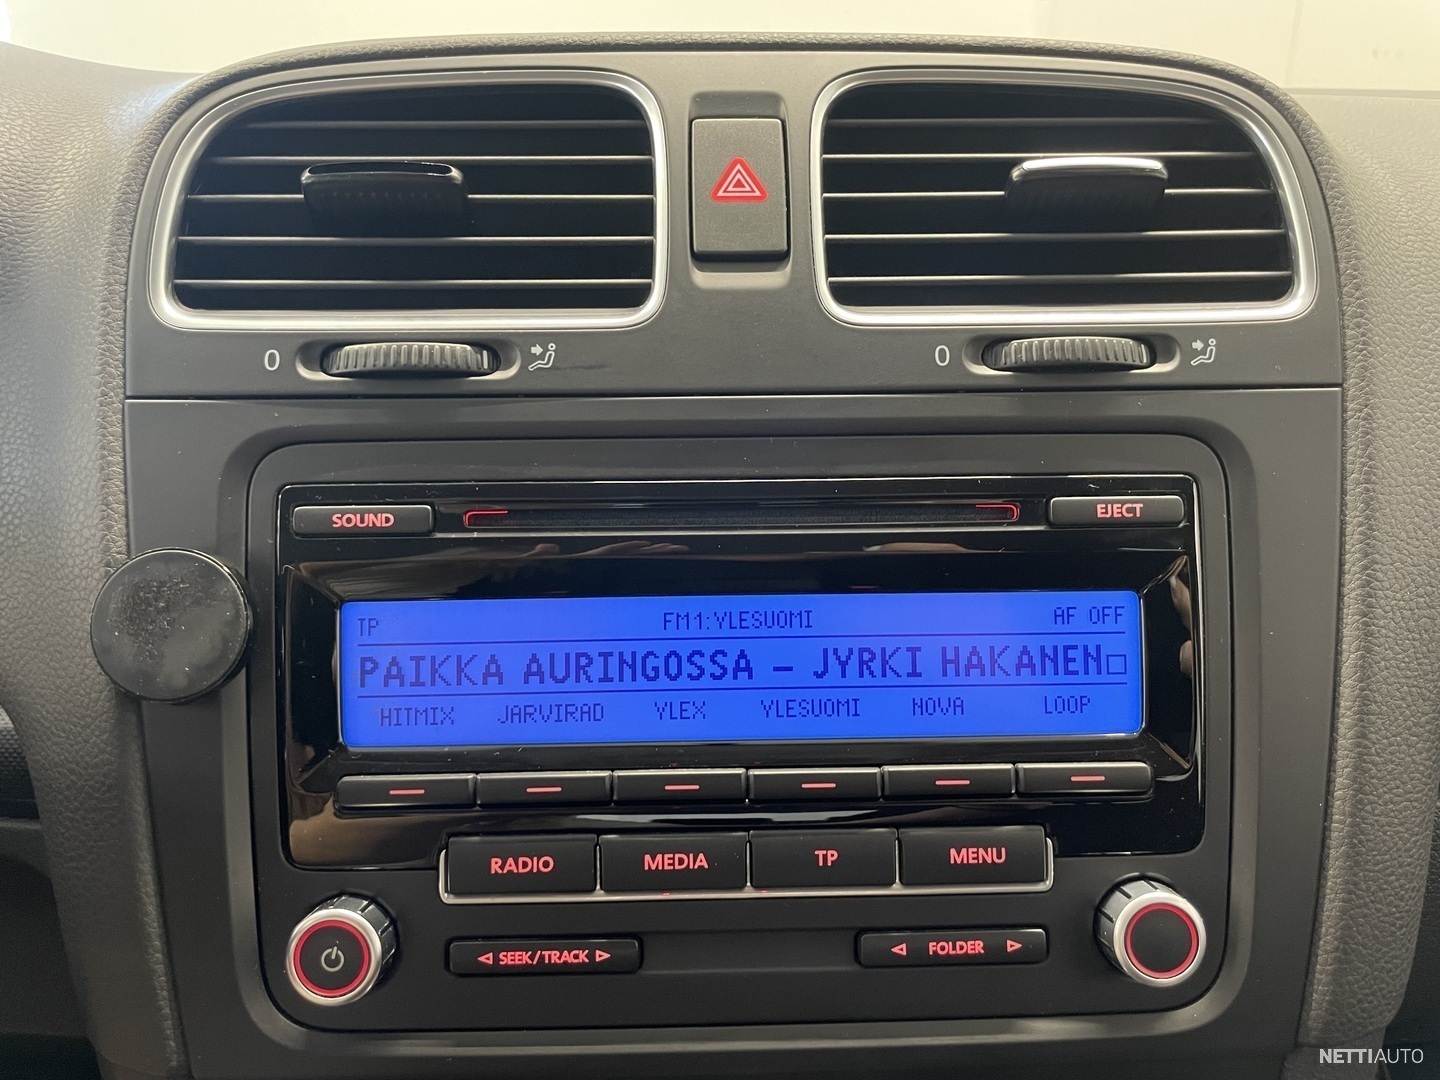 0
0
SOUND
EJECT
TP FM1:YLESUOMI AF OFF
PAIKKA AURINGOSSA – JYRKI HAKANEN□
HITMIX JARVIRAD YLEX YLESUOMI NOVA LOOP
RADIO MEDIA TP MENU
◁ SEEK/TRACK ▷ ◁ FOLDER ▷
NETTIAUTO